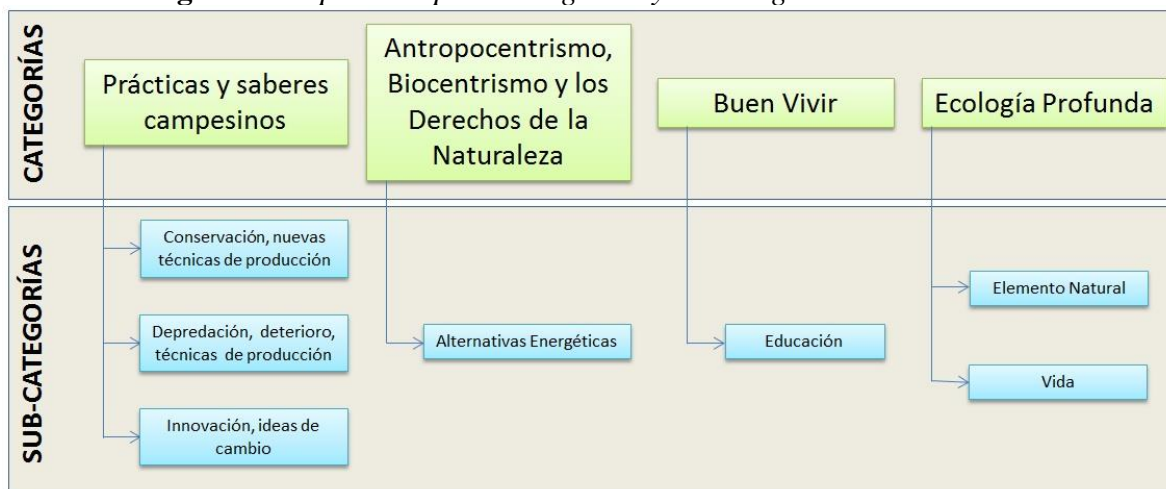 CATEGORÍAS
Prácticas y saberes
campesinos
Antropocentrismo,
Biocentrismo y los
Derechos de la
Naturaleza
Buen Vivir
Ecología Profunda
SUB-CATEGORÍAS
Conservación, nuevas
técnicas de producción
Depredación, deterioro,
técnicas de producción
Innovación, ideas de
cambio
Alternativas Energéticas
Educación
Elemento Natural
Vida